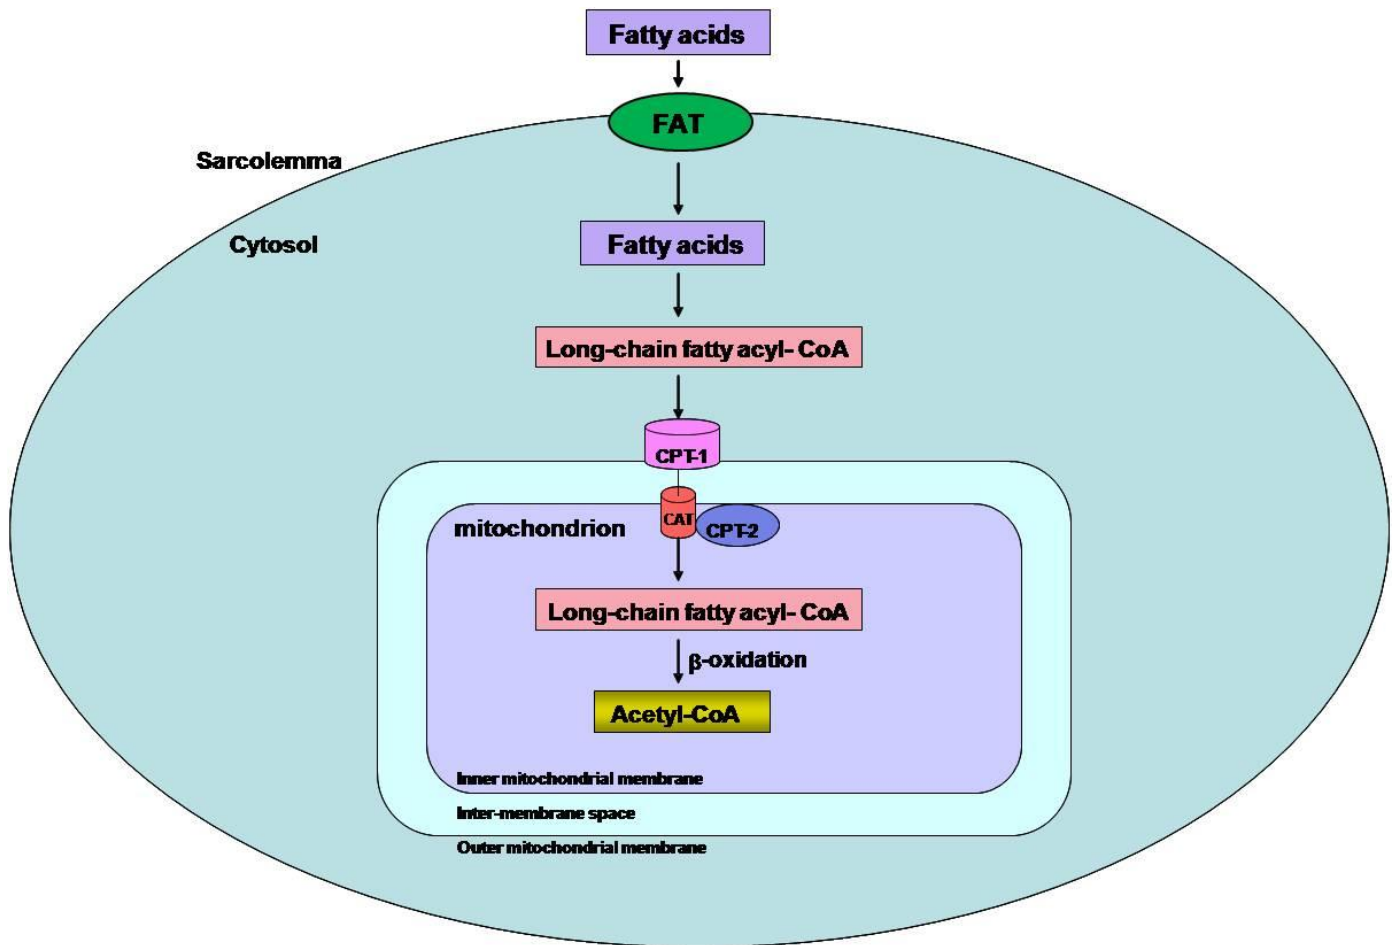 Fatty acids
FAT
Sarcolemma
Cytosol
Fatty acids
Long-chain fatty acyl- CoA
CPT-1
mitochondrion
CAT
CPT-2
Long-chain fatty acyl- CoA
β-oxidation
Acetyl-CoA
Inner mitochondrial membrane
Inter-membrane space
Outer mitochondrial membrane